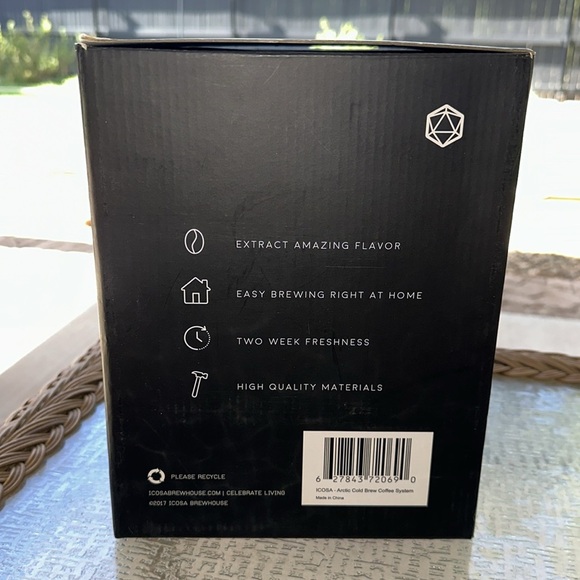 EXTRACT AMAZING FLAVOR
EASY BREWING RIGHT AT HOME
TWO WEEK FRESHNESS
HIGH QUALITY MATERIALS
PLEASE RECYCLE
ICOSABREWHOUSE.COM | CELEBRATE LIVING
©2017 ICOSA BREWHOUSE
6 27843 72069 0
ICOSA - Arctic Cold Brew Coffee System
Made in China